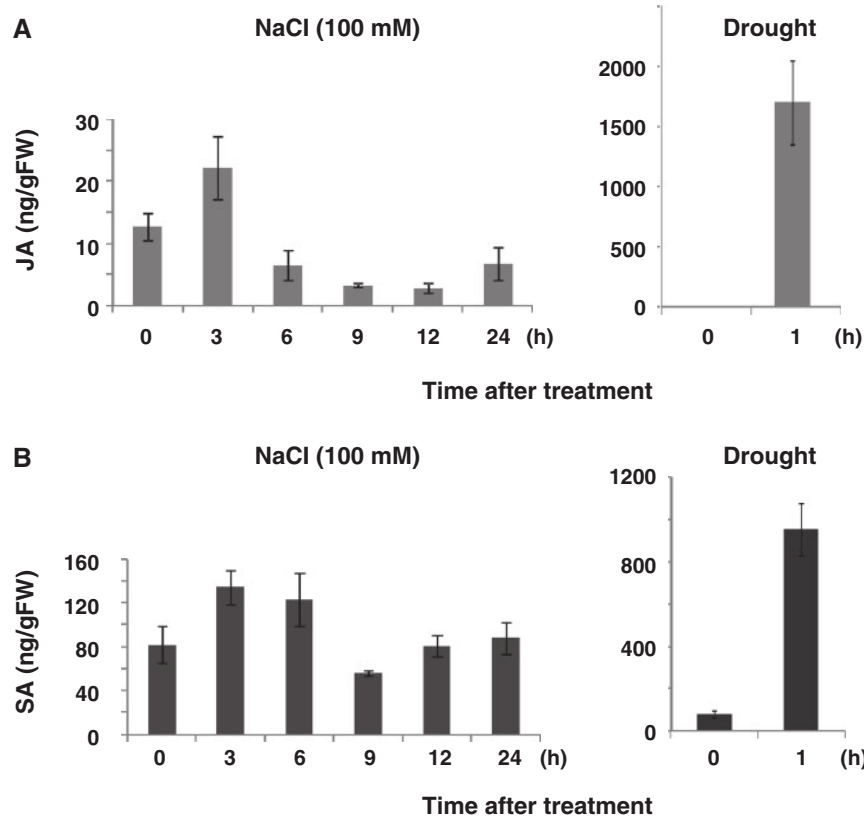 A
NaCl (100 mM)
Drought
JA (ng/gFW)
30
20
10
0
0 3 6 9 12 24 (h)
2000
1500
1000
500
0
0 1 (h)
Time after treatment
B
NaCl (100 mM)
Drought
SA (ng/gFW)
160
120
80
40
0
0 3 6 9 12 24 (h)
1200
800
400
0
0 1 (h)
Time after treatment